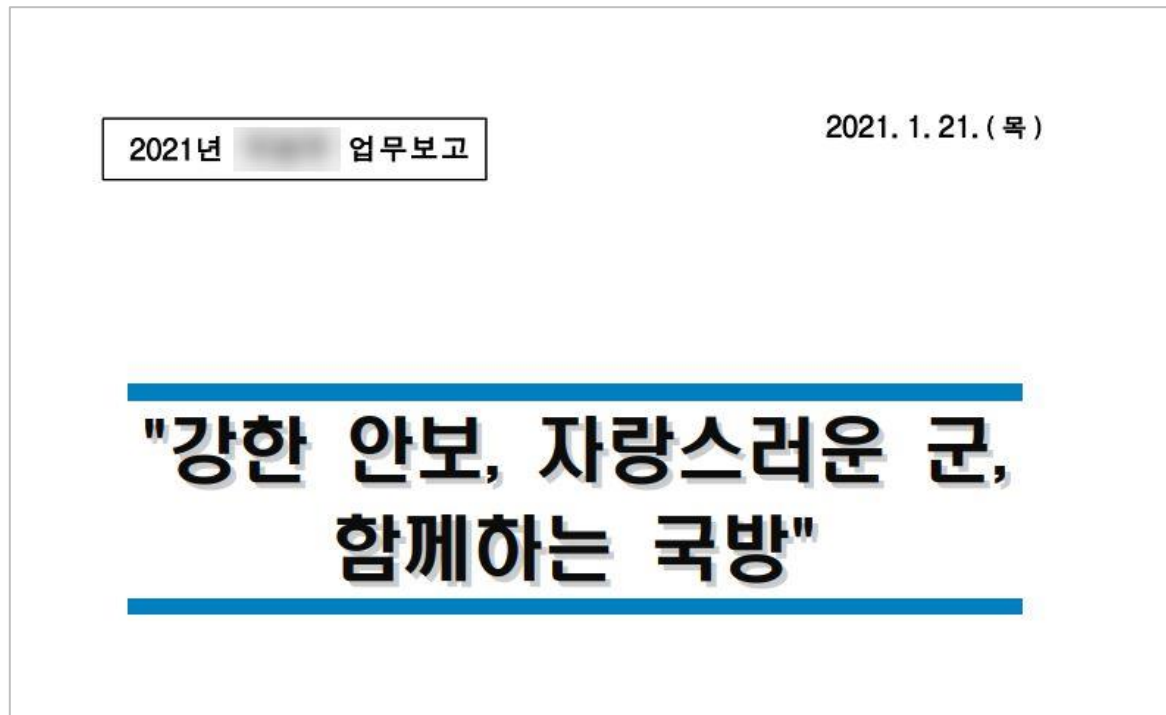 2021년 업무보고
2021. 1. 21. (목)
"강한 안보, 자랑스러운 군,
함께하는 국방"